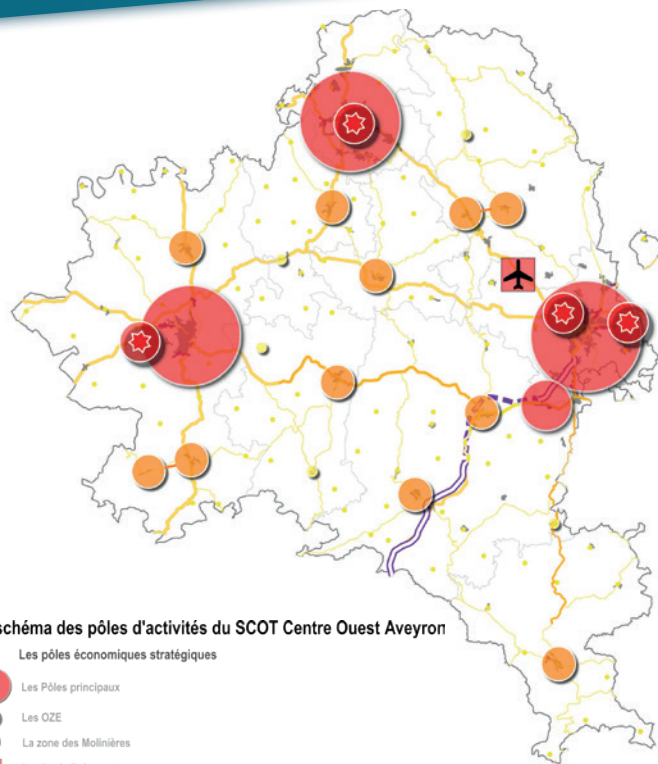 schéma des pôles d'activités du SCOT Centre Ouest Aveyron
Les pôles économiques stratégiques
Les Pôles principaux
Les OZE
La zone des Molinières